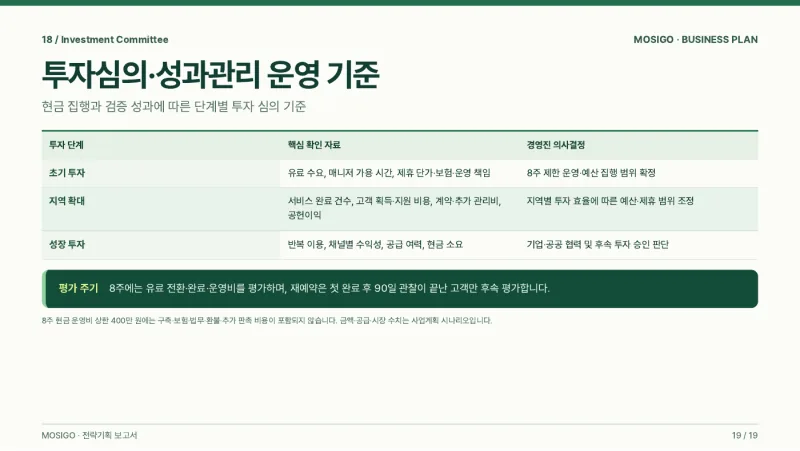 18 / Investment Committee
MOSIGO · BUSINESS PLAN
투자심의·성과관리 운영 기준
현금 집행과 검증 성과에 따른 단계별 투자 심의 기준
투자 단계
핵심 확인 자료
경영진 의사결정
초기 투자
유료 수요, 매니저 가용 시간, 제휴 단가·보험·운영 책임
8주 제한 운영·예산 집행 범위 확정
지역 확대
서비스 완료 건수, 고객 획득·지원 비용, 계약·추가 관리비,
공헌이익
지역별 투자 효율에 따른 예산·제휴 범위 조정
성장 투자
반복 이용, 채널별 수익성, 공급 여력, 현금 소요
기업·공공 협력 및 후속 투자 승인 판단
평가 주기 8주에는 유료 전환·완료·운영비를 평가하며, 재예약은 첫 완료 후 90일 관찰이 끝난 고객만 후속 평가합니다.
8주 현금 운영비 상한 400만 원에는 구축·보험·법무·환불·추가 판촉 비용이 포함되지 않습니다. 금액·공급·시장 수치는 사업계획 시나리오입니다.
MOSIGO · 전략기획 보고서
19 / 19